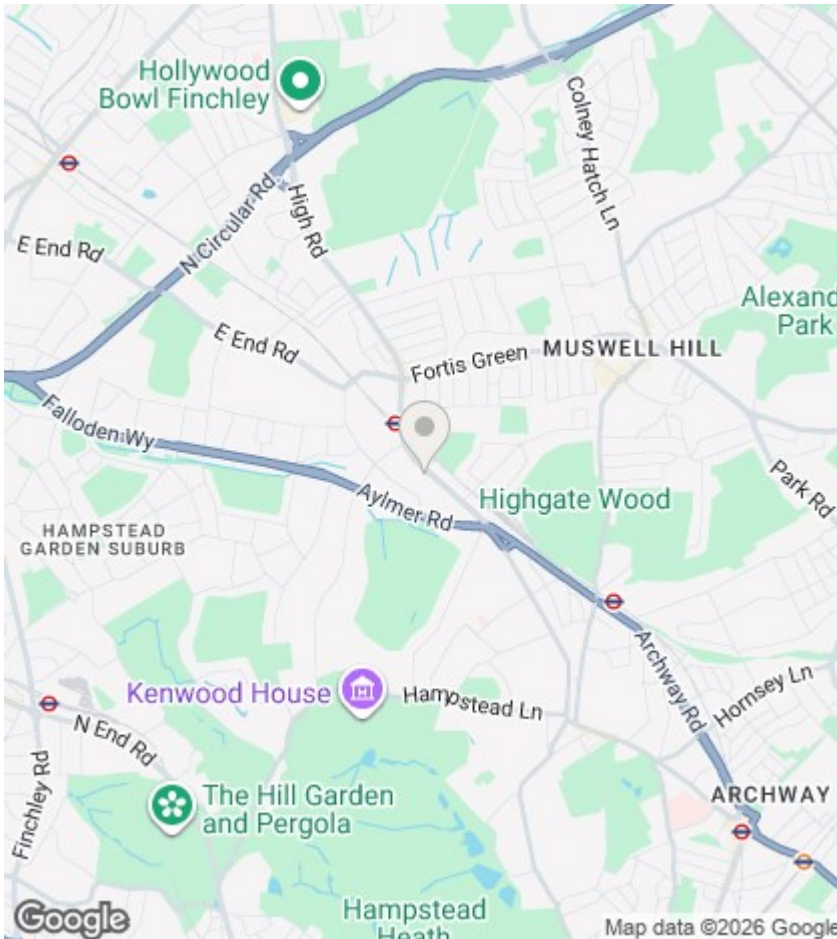 Hollywood
Bowl Finchley
Colney Hatch Ln
High Rd
N Circular Rd
E End Rd
Alexand
Park
E End Rd
Fortis Green
MUSWELL HILL
Falloden Wy
Aylmer Rd
Highgate Wood
Park Rd
HAMPSTEAD
GARDEN SUBURB
Archway Rd
Kenwood House
Hampstead Ln
Hornsey Ln
N End Rd
Finchley Rd
The Hill Garden
and Pergola
ARCHWAY
Hampstead
Heath
Google
Map data ©2026 Google